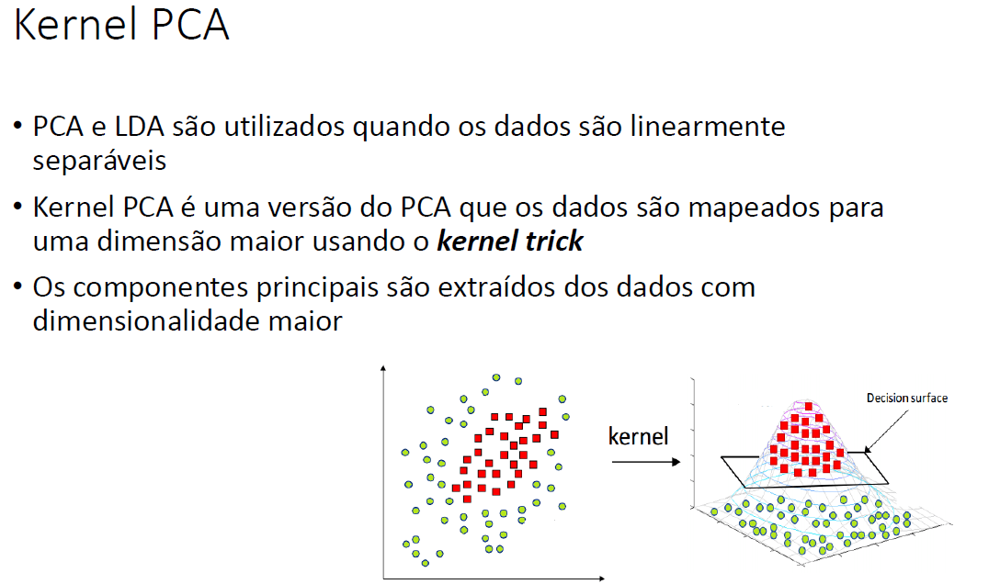 Kernel PCA
• PCA e LDA são utilizados quando os dados são linearmente
separáveis
• Kernel PCA é uma versão do PCA que os dados são mapeados para
uma dimensão maior usando o kernel trick
• Os componentes principais são extraídos dos dados com
dimensionalidade maior
kernel
Decision surface